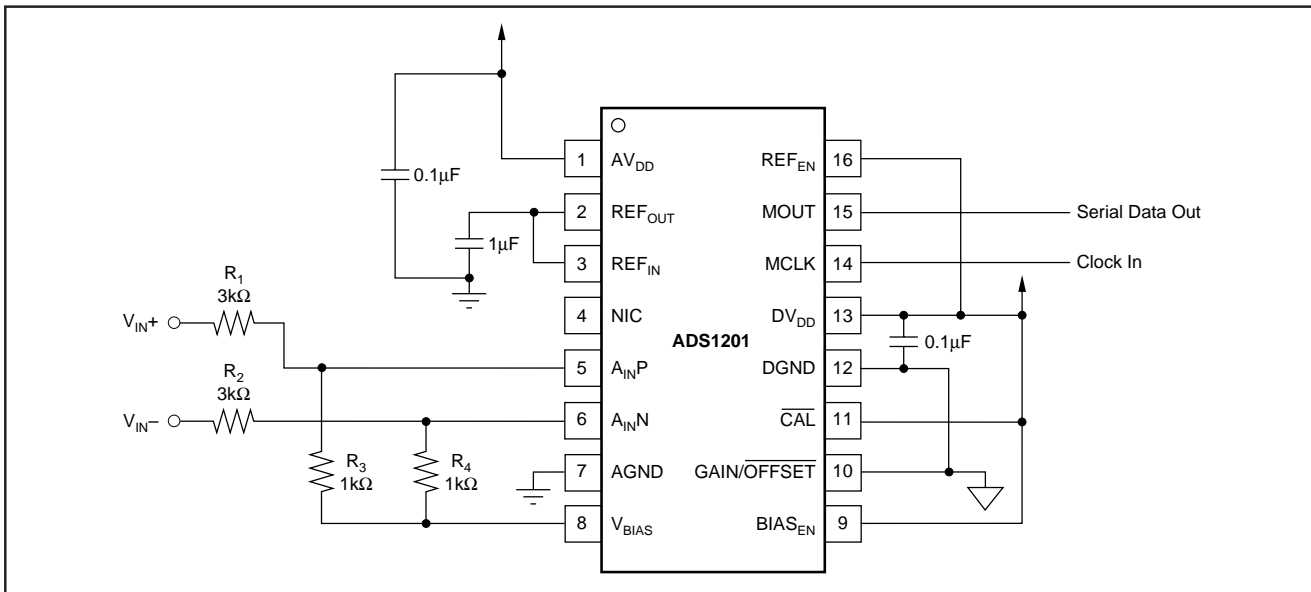 0.1µF
1µF
R1
3kΩ
VIN+
R2
3kΩ
VIN–
R3
1kΩ
R4
1kΩ
1 AVDD
2 REFOUT
3 REFIN
4 NIC
5 AINP
6 AINN
7 AGND
8 VBIAS
ADS1201
REFEN 16
MOUT 15
MCLK 14
DVDD 13
DGND 12
CAL 11
GAIN/OFFSET 10
BIASEN 9
Serial Data Out
Clock In
0.1µF